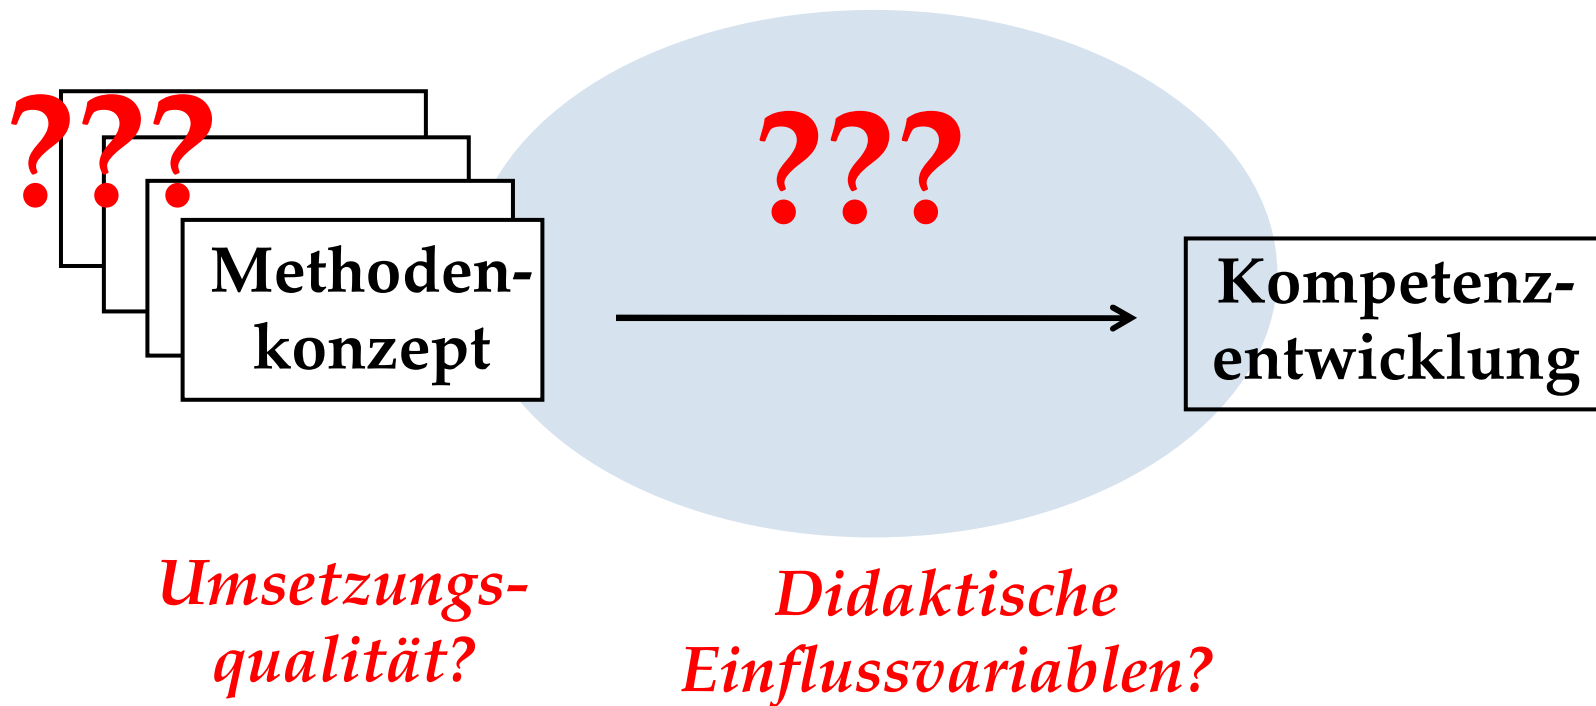 ???
???
Methoden-
konzept
Kompetenz-
entwicklung
Umsetzungs-
qualität?
Didaktische
Einflussvariablen?